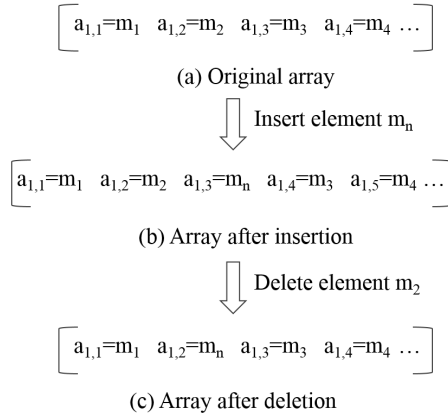 a1,1=m1 a1,2=m2 a1,3=m3 a1,4=m4 ...
(a) Original array
Insert element mn
a1,1=m1 a1,2=m2 a1,3=mn a1,4=m3 a1,5=m4 ...
(b) Array after insertion
Delete element m2
a1,1=m1 a1,2=mn a1,3=m3 a1,4=m4 ...
(c) Array after deletion